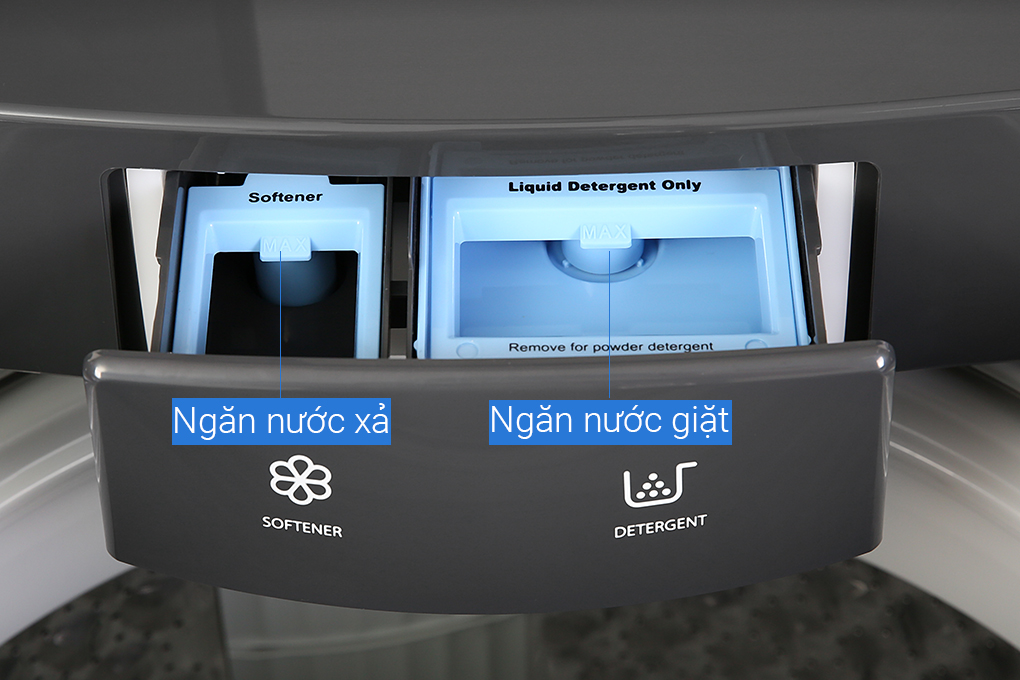 Softener
MAX
Liquid Detergent Only
MAX
Remove for powder detergent
Ngăn nước xả
Ngăn nước giặt
SOFTENER
DETERGENT